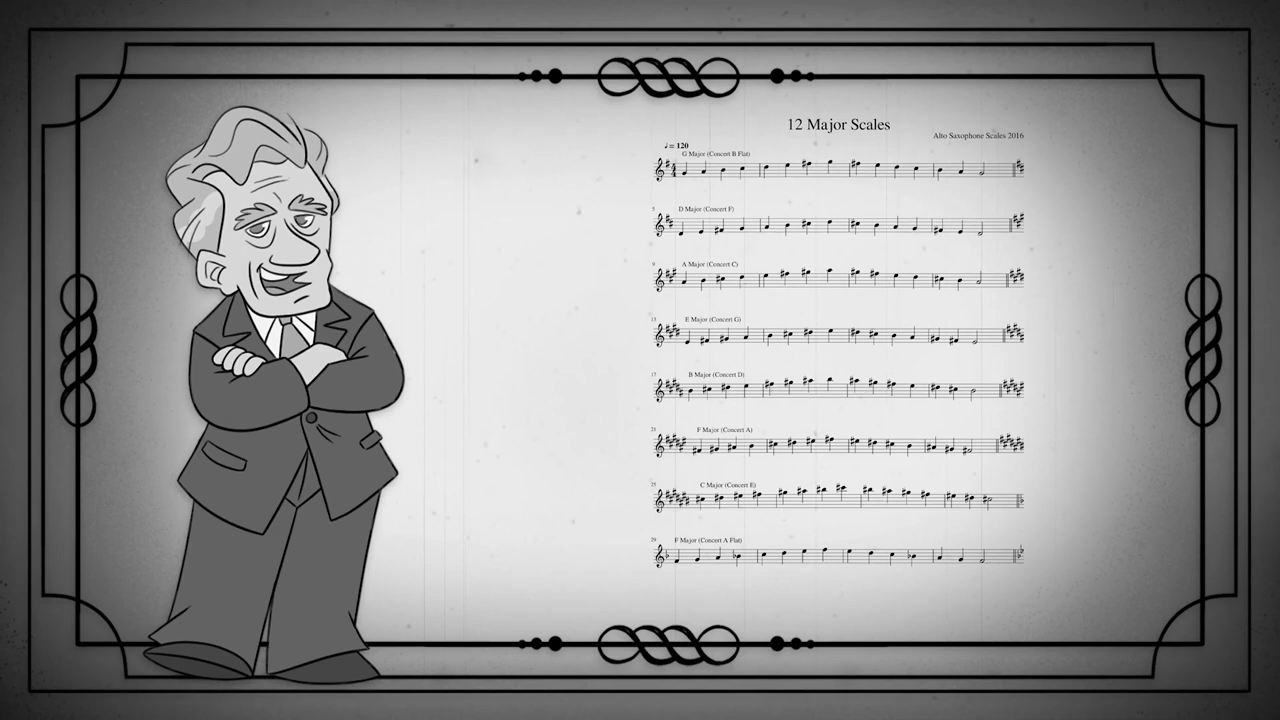 12 Major Scales
Alto Saxophone Scales 2016
♩ = 120
G Major (Concert B Flat)
5
D Major (Concert F)
9
A Major (Concert C)
13
E Major (Concert G)
17
B Major (Concert D)
21
F Major (Concert A)
25
C Major (Concert E)
29
F Major (Concert A Flat)